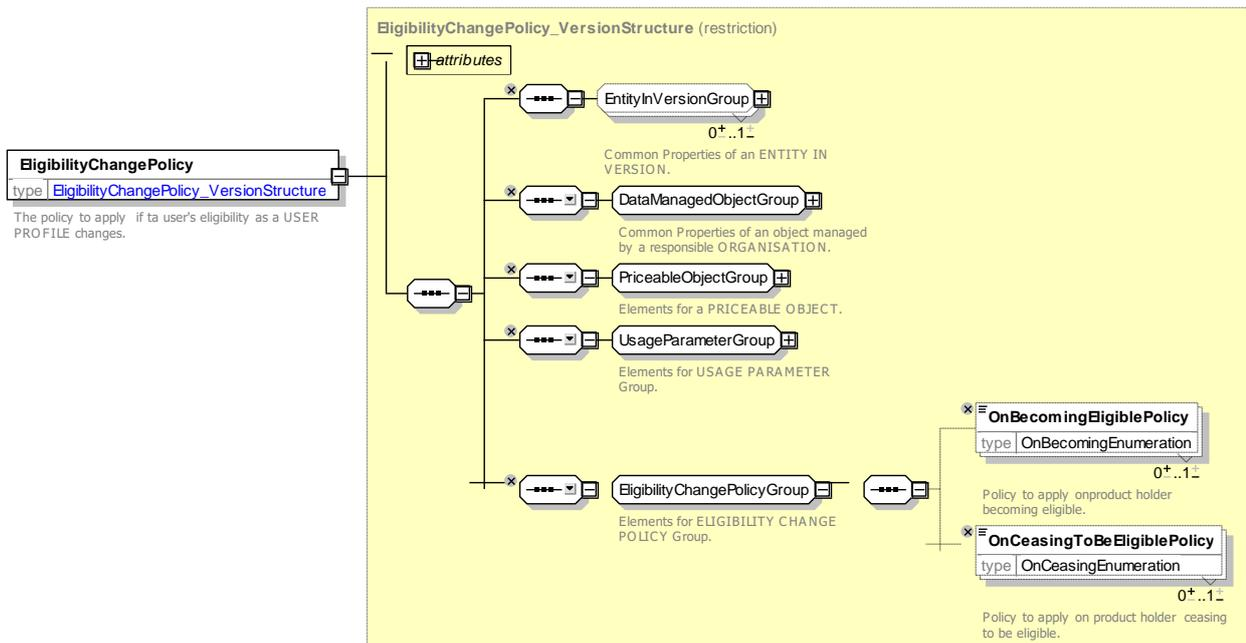 EligibilityChangePolicy_VersionStructure (restriction)
attributes
EntityInVersionGroup
0..1
Common Properties of an ENTITY IN
VERSION.
EligibilityChangePolicy
type EligibilityChangePolicy_VersionStructure
The policy to apply if ta user's eligibility as a USER
PROFILE changes.
DataManagedObjectGroup
Common Properties of an object managed
by a responsible ORGANISATION.
PriceableObjectGroup
Elements for a PRICEABLE OBJECT.
UsageParameterGroup
Elements for USAGE PARAMETER
Group.
EligibilityChangePolicyGroup
Elements for ELIGIBILITY CHANGE
POLICY Group.
OnBecomingEligiblePolicy
type OnBecomingEnumeration
0..1
Policy to apply onproduct holder
becoming eligible.
OnCeasingToBeEligiblePolicy
type OnCeasingEnumeration
0..1
Policy to apply on product holder ceasing
to be eligible.